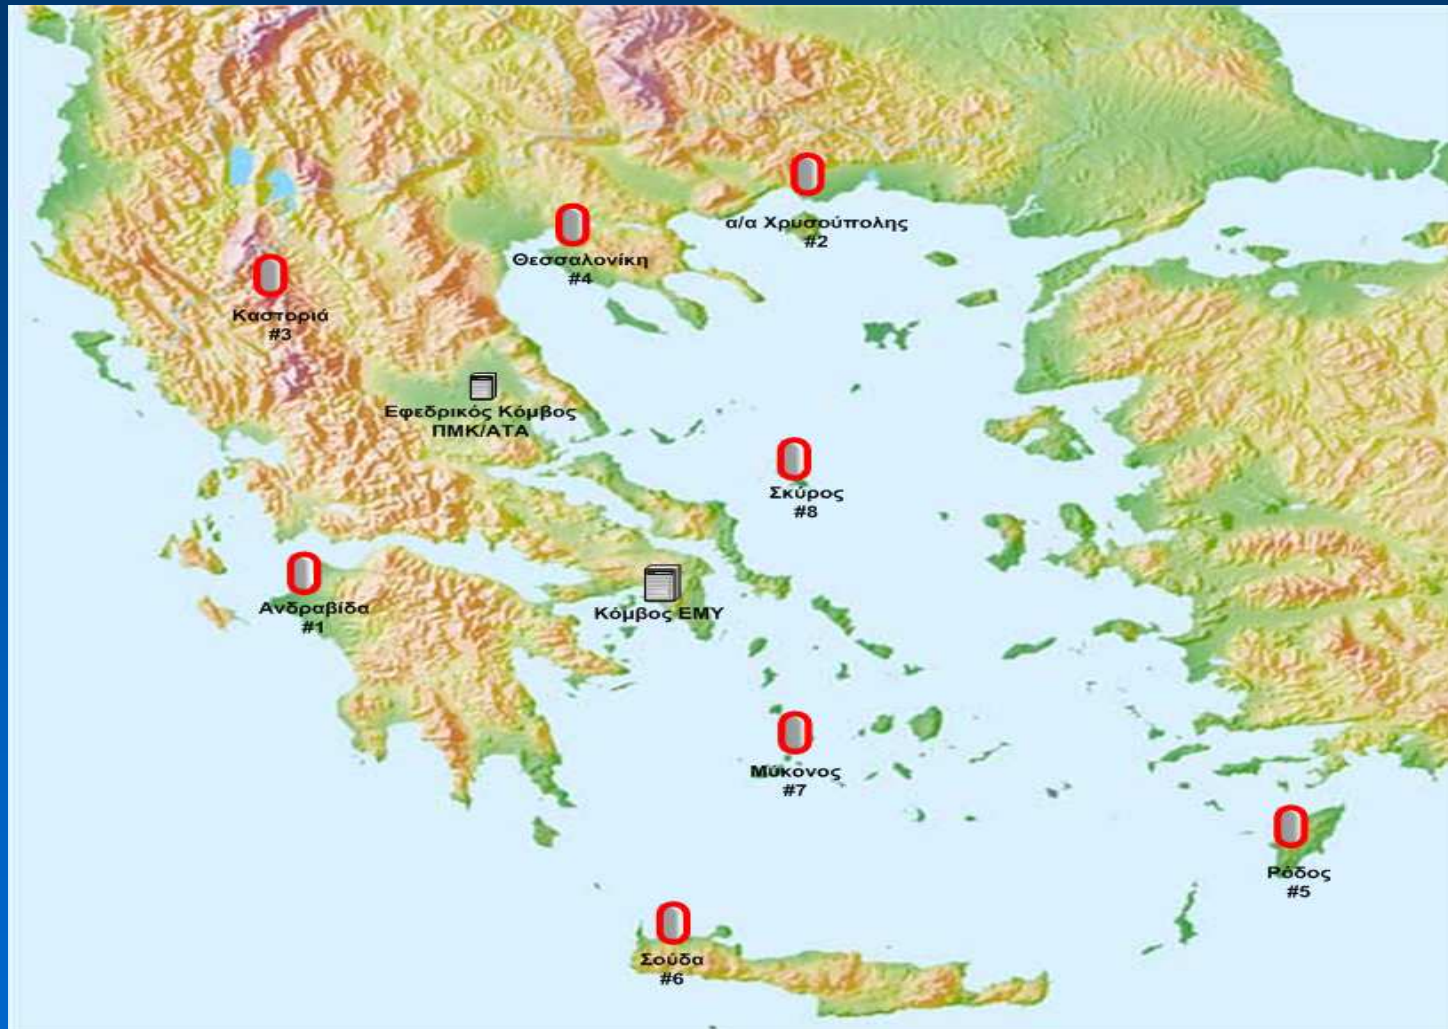 α/α Χρυσούπολης
#2
Θεσσαλονίκη
#4
Καστοριά
#3
Εφεδρικός Κόμβος
ΠΜΚ/ΑΤΑ
Σκύρος
#8
Ανδραβίδα
#1
Κόμβος ΕΜΥ
Μύκονος
#7
Ρόδος
#5
Σούδα
#6